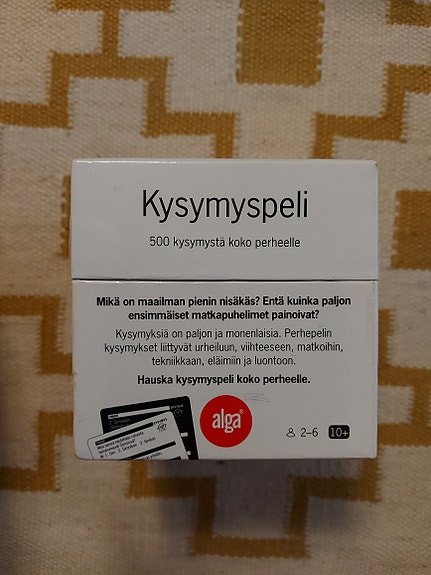 Kysymyspeli
500 kysymystä koko perheelle
Mikä on maailman pienin nisäkäs? Entä kuinka paljon
ensimmäiset matkapuhelimet painoivat?
Kysymyksiä on paljon ja monenlaisia. Perhepelin
kysymykset liittyvät urheiluun, viihteeseen, matkoihin,
tekniikkaan, eläimiin ja luontoon.
Hauska kysymyspeli koko perheelle.
alga®
2–6 10+